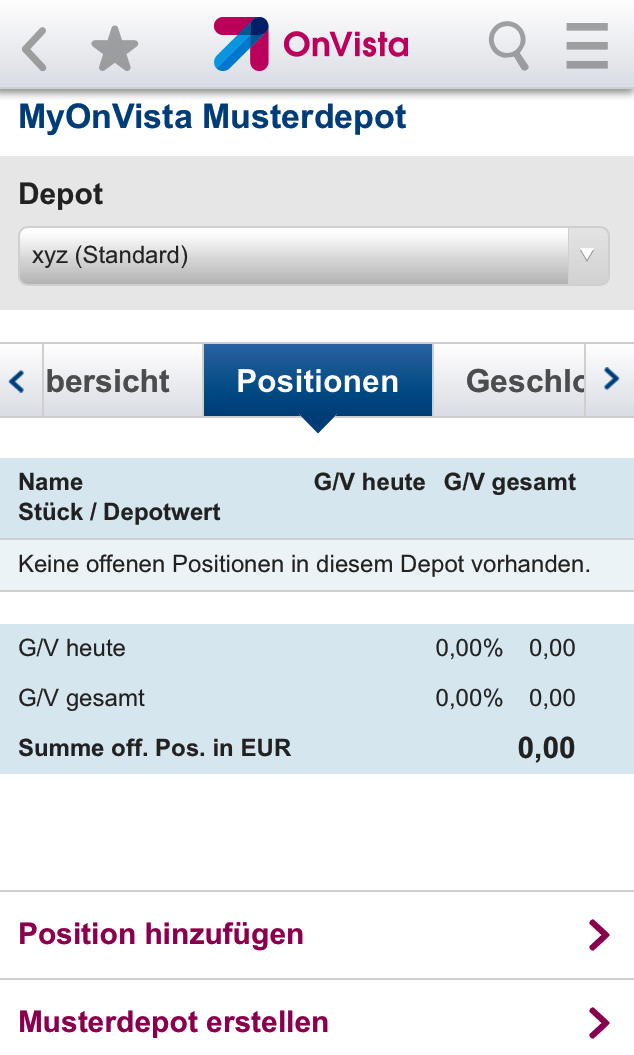 OnVista
MyOnVista Musterdepot
Depot
xyz (Standard)
bersicht Positionen Geschlo
Name G/V heute G/V gesamt
Stück / Depotwert
Keine offenen Positionen in diesem Depot vorhanden.
G/V heute 0,00% 0,00
G/V gesamt 0,00% 0,00
Summe off. Pos. in EUR 0,00
Position hinzufügen
Musterdepot erstellen